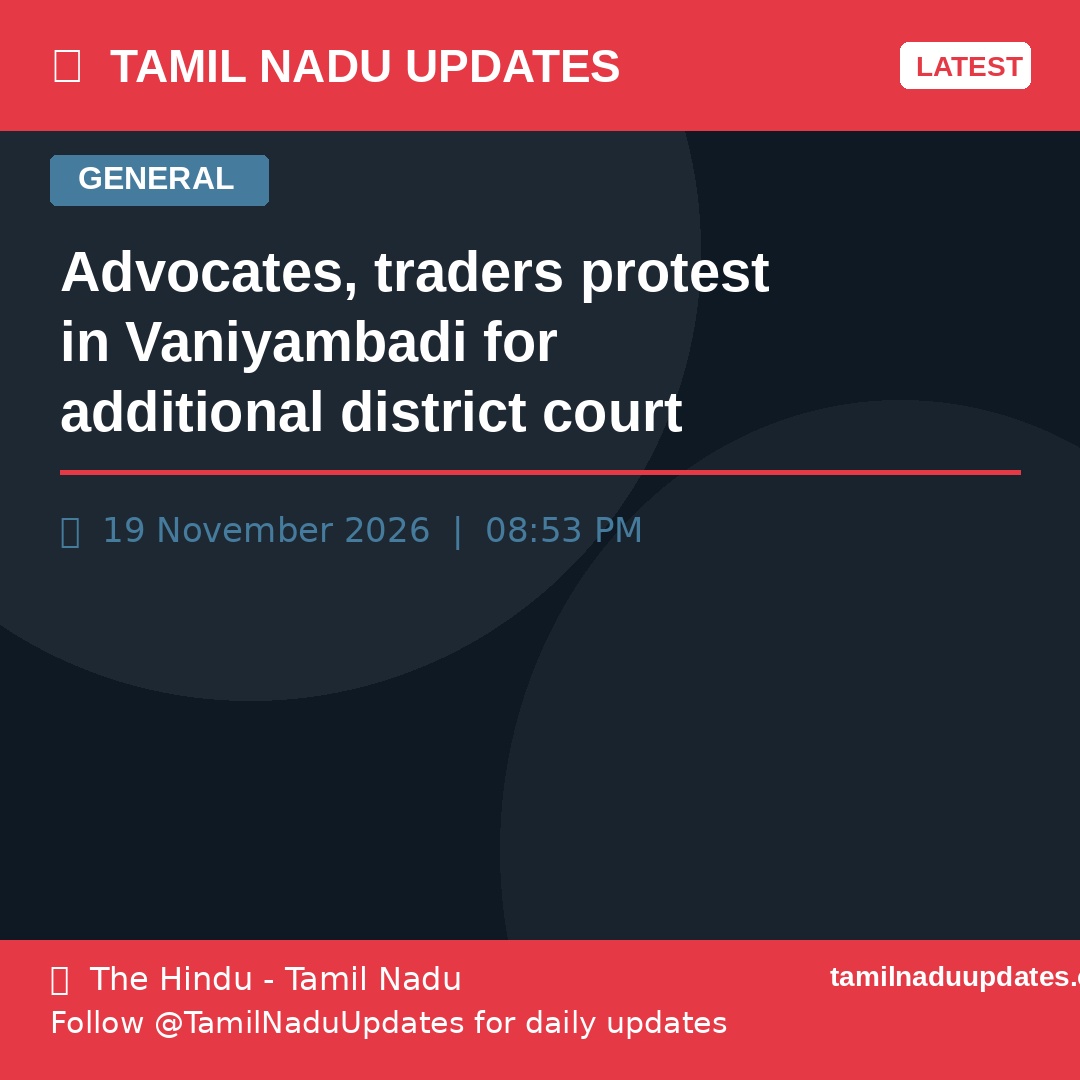 TAMIL NADU UPDATES
LATEST
GENERAL
Advocates, traders protest
in Vaniyambadi for
additional district court
19 November 2026 | 08:53 PM
The Hindu - Tamil Nadu
tamilnaduupdates.
Follow @TamilNaduUpdates for daily updates